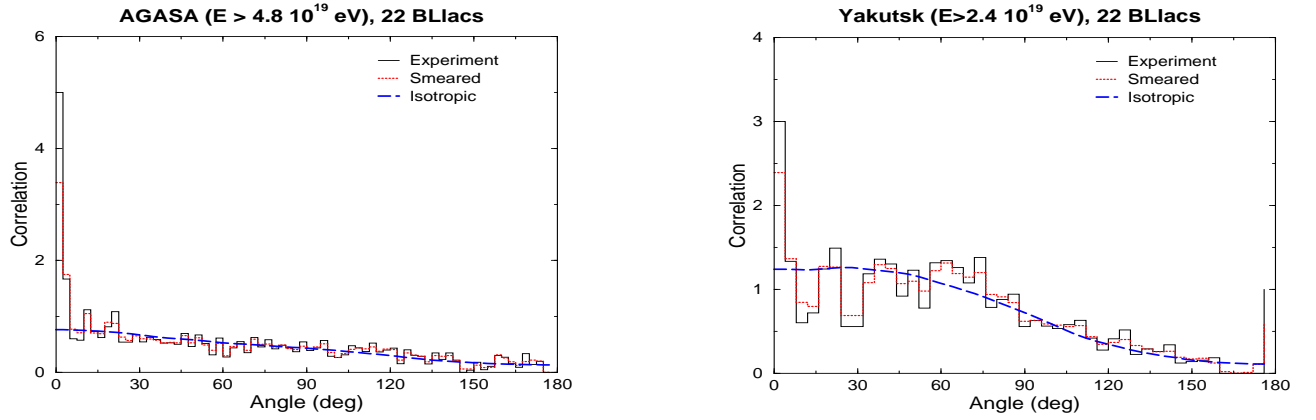 AGASA (E > 4.8 10^19 eV), 22 BLlacs
6
4
2
0
Correlation
Experiment
Smeared
Isotropic
0 30 60 90 120 150 180
Angle (deg)
Yakutsk (E>2.4 10^19 eV), 22 BLlacs
4
3
2
1
0
Correlation
Experiment
Smeared
Isotropic
0 30 60 90 120 150 180
Angle (deg)